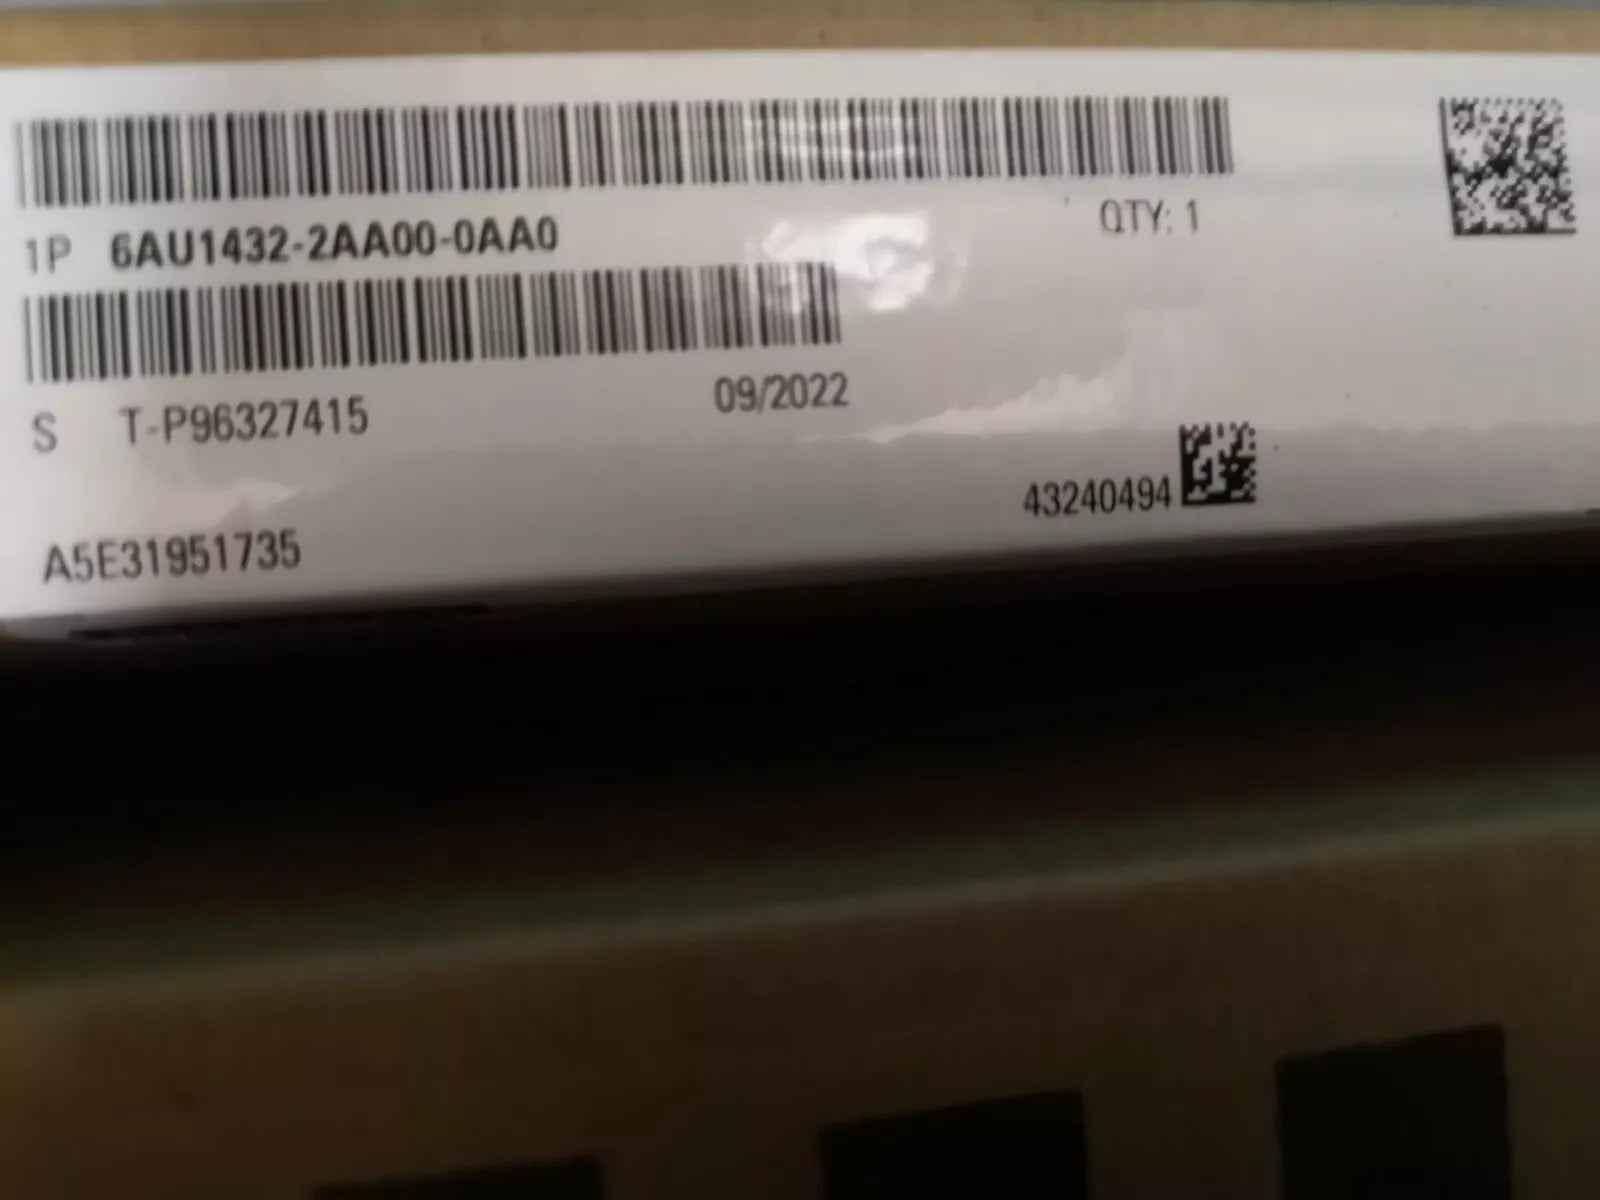 1P 6AU1432-2AA00-0AA0 QTY: 1
S T-P96327415 09/2022
43240494
A5E31951735